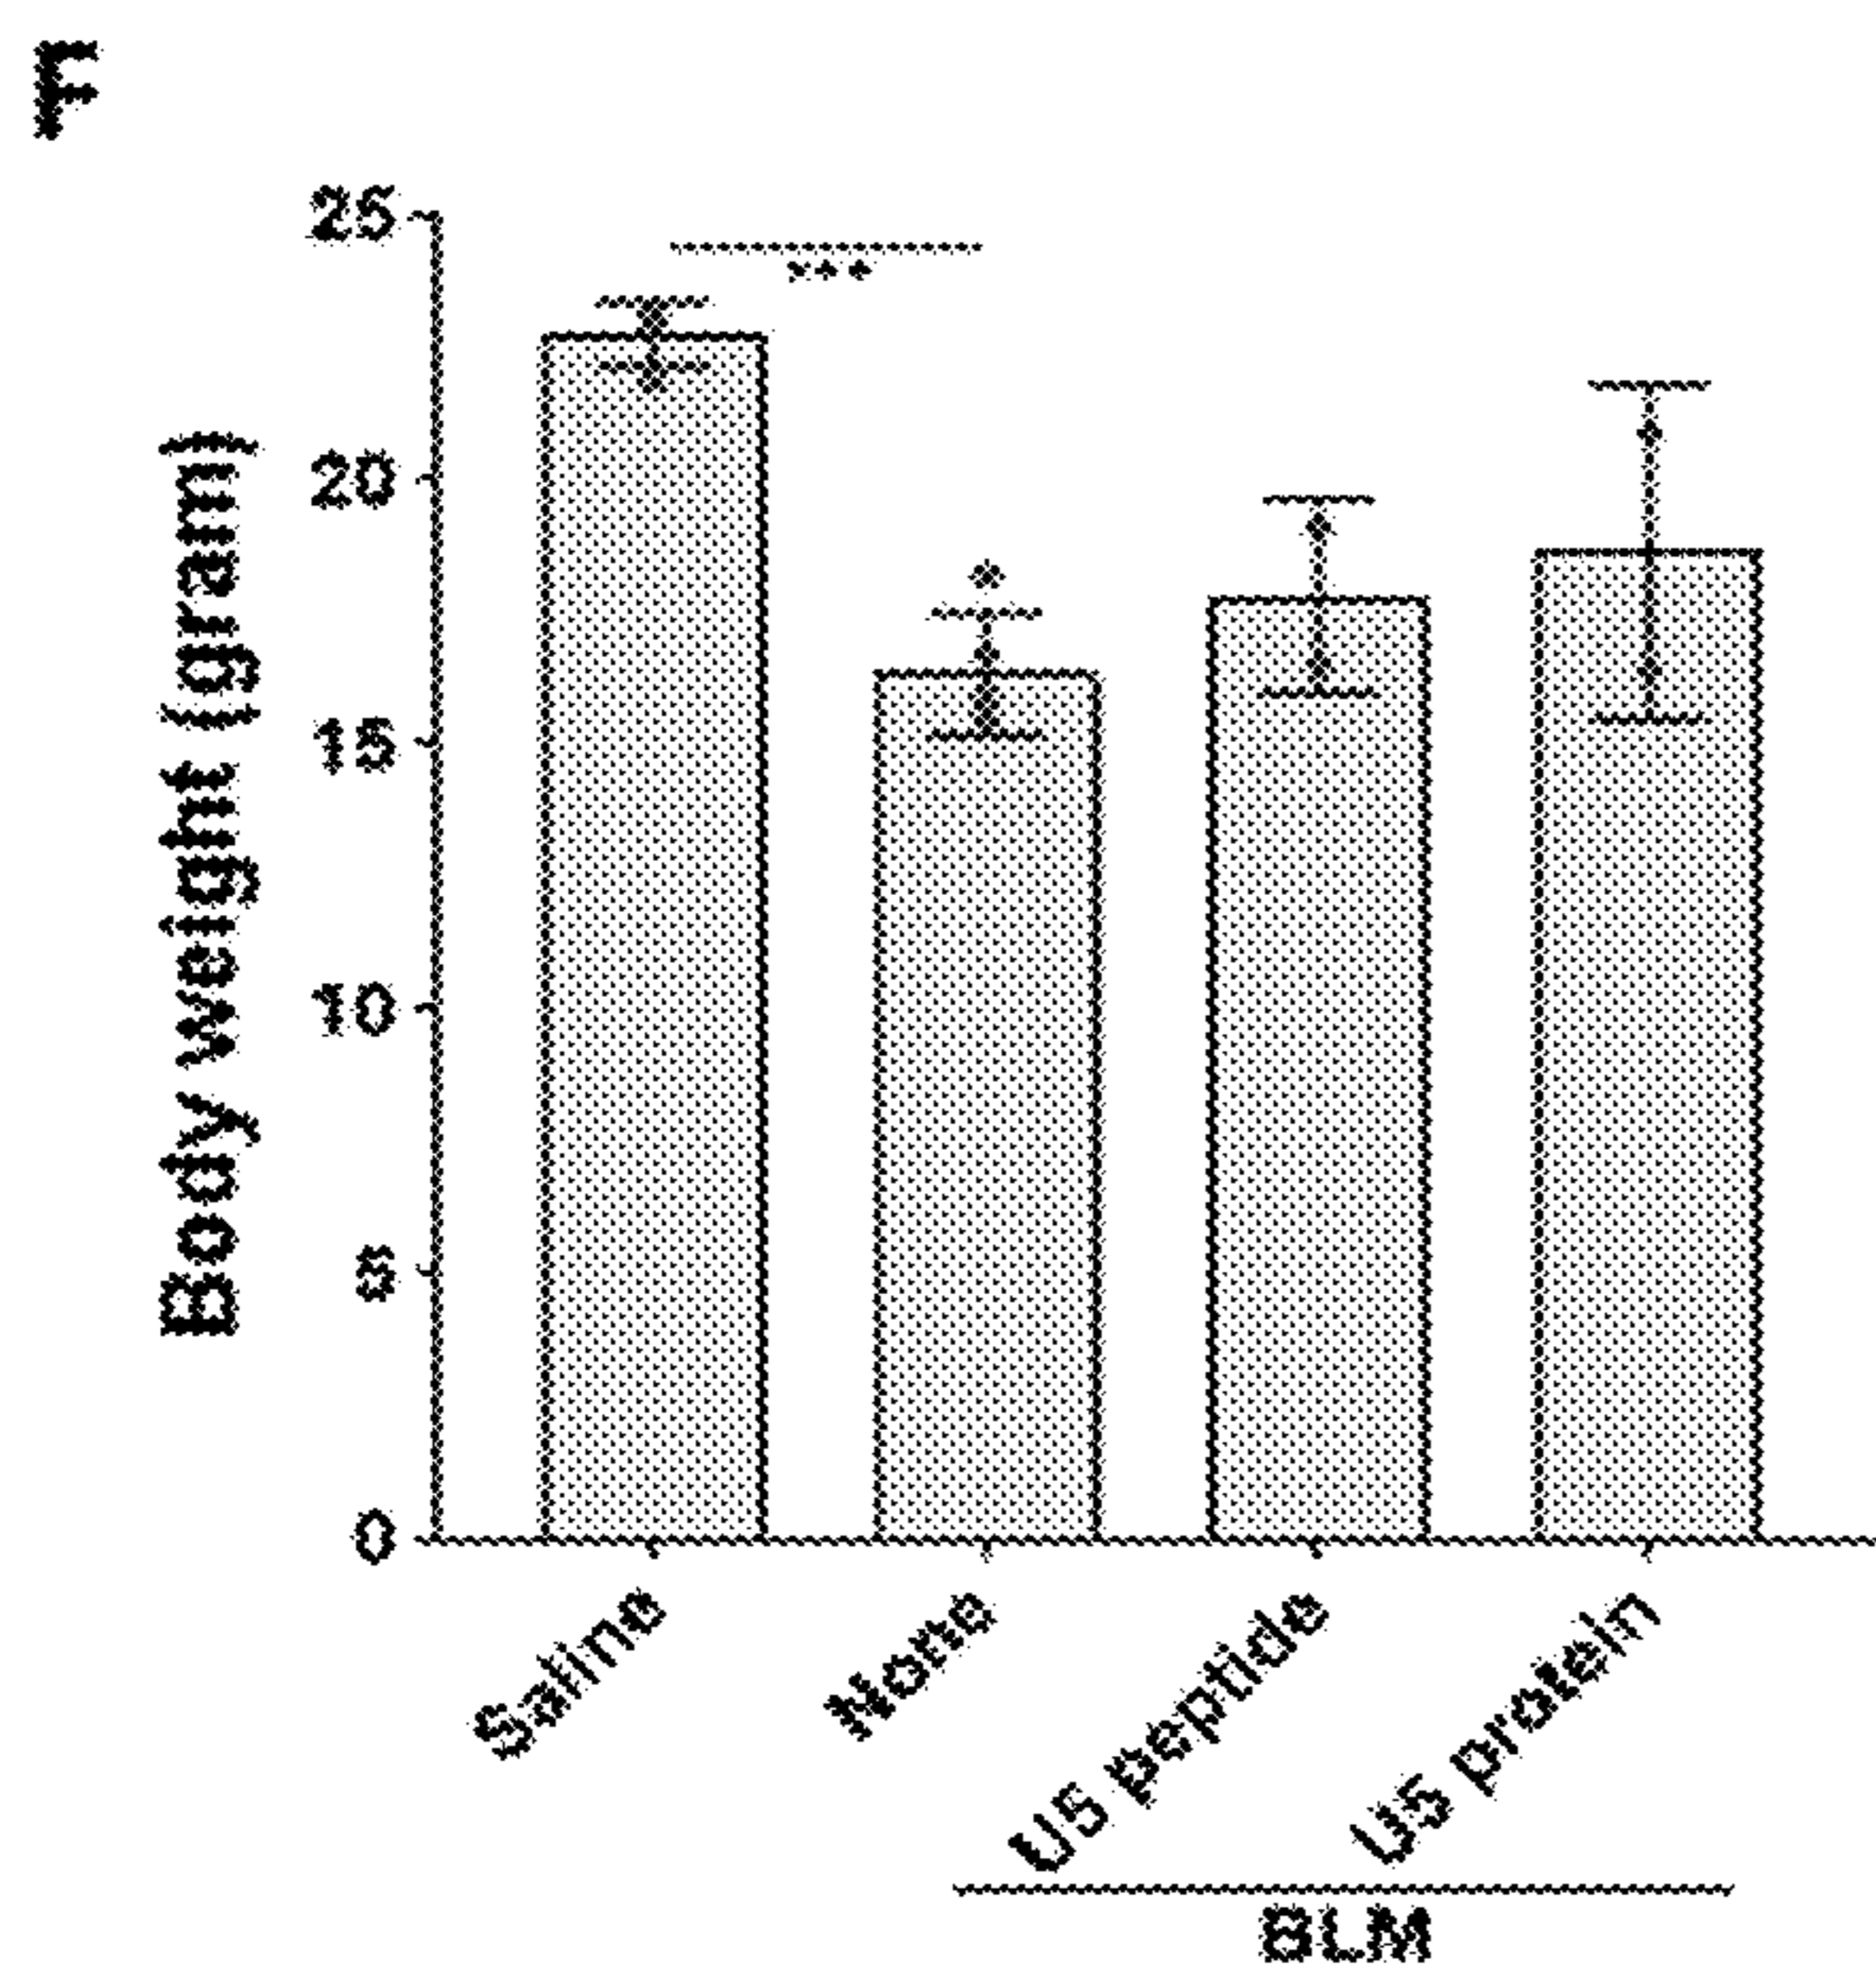 F
25
***
20
15
10
5
0
Body weight (gram)
Saline
None
U5 peptide
U5 protein
BLM